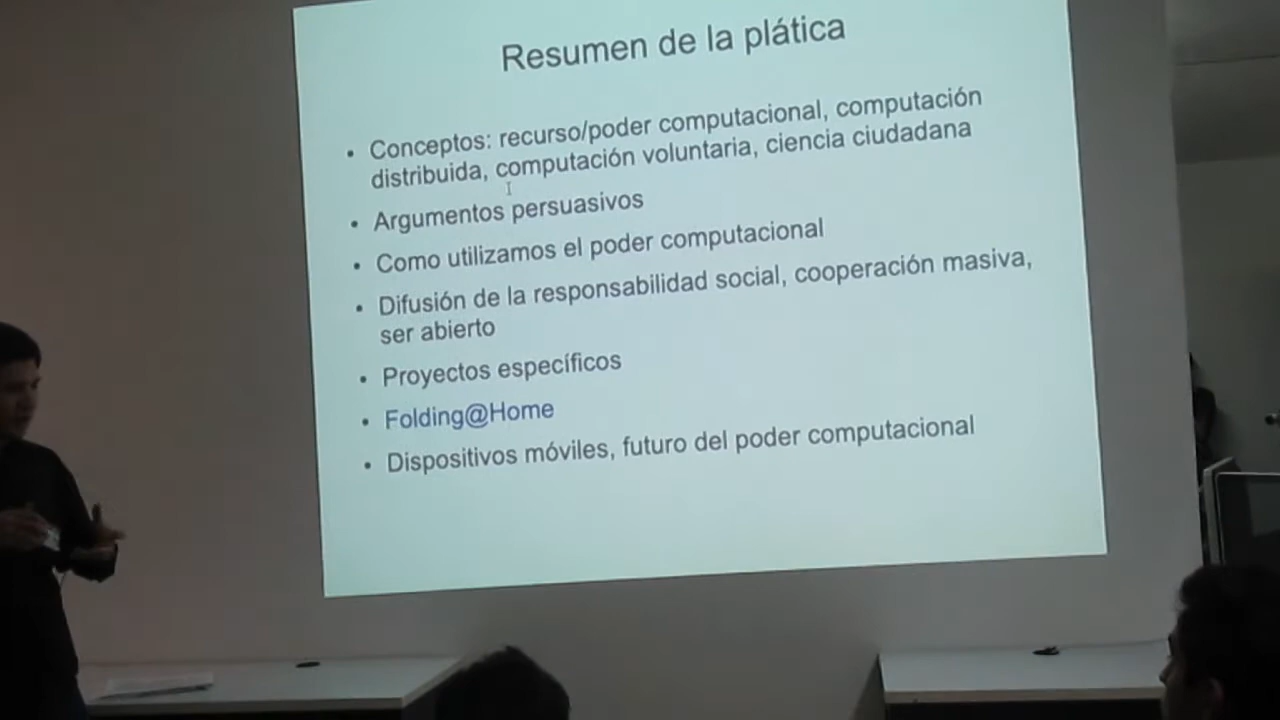 Resumen de la plática
• Conceptos: recurso/poder computacional, computación
distribuida, computación voluntaria, ciencia ciudadana
• Argumentos persuasivos
• Como utilizamos el poder computacional
• Difusión de la responsabilidad social, cooperación masiva,
ser abierto
• Proyectos específicos
• Folding@Home
• Dispositivos móviles, futuro del poder computacional